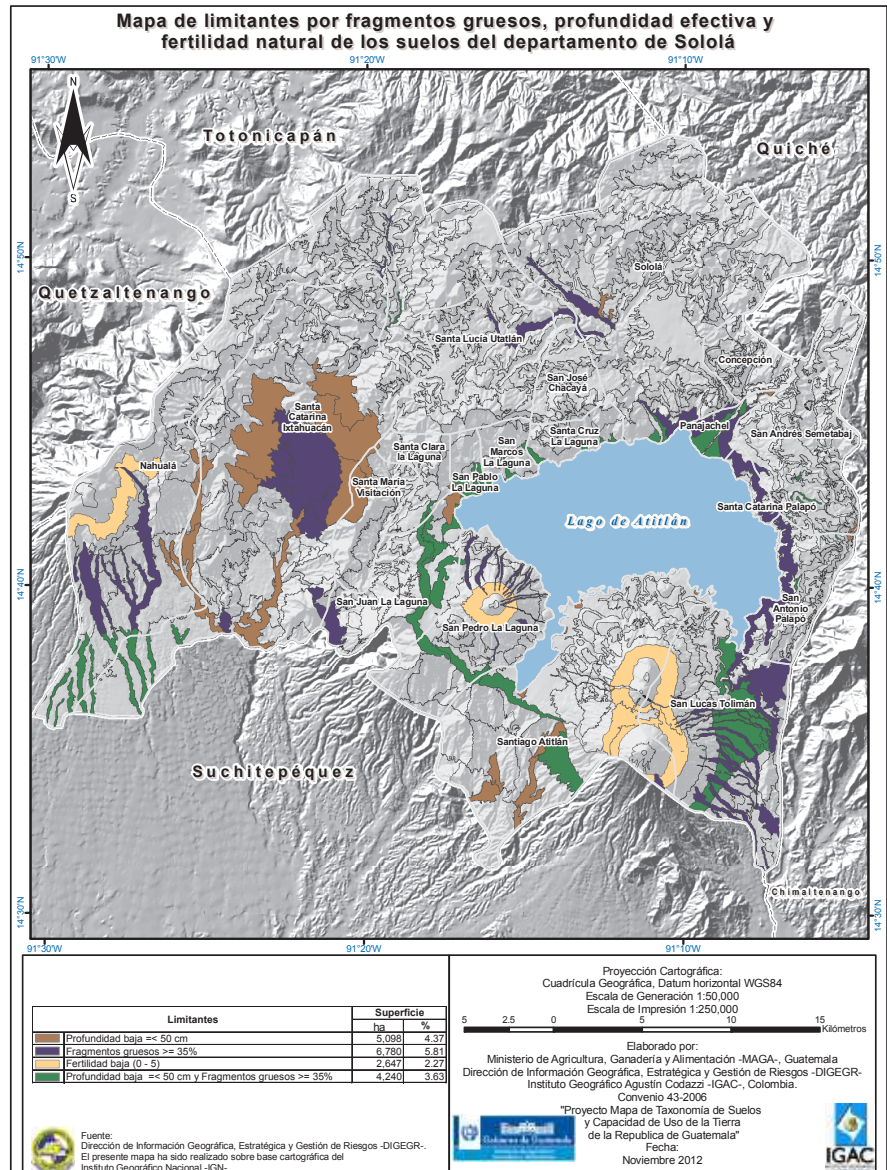 Mapa de limitantes por fragmentos gruesos, profundidad efectiva y
fertilidad natural de los suelos del departamento de Sololá
91°30'W
91°20'W
91°10'W
N
S
Totonicapán
Quiché
14°50'N
14°50'N
Sololá
Quetzaltenango
Santa Lucía Utatlán
Concepción
San José
Chacayá
Santa
Catarina
Ixtahuacán
Panajachel
Santa Cruz
La Laguna
San Andrés Semetabaj
San
Marcos
La Laguna
Santa Clara
la Laguna
Nahualá
San Pablo
La Laguna
Santa María
Visitación
Santa Catarina Palapó
Lago de Atitlán
14°40'N
14°40'N
San Juan La Laguna
San
Antonio
Palapó
San Pedro La Laguna
San Lucas Tolimán
Santiago Atitlán
Suchitepéquez
Chimaltenango
14°30'N
14°30'N
91°30'W
91°20'W
91°10'W
Limitantes
Superficie
ha
%
Profundidad baja =< 50 cm 5,098 4.37
Fragmentos gruesos >= 35% 6,780 5.81
Fertilidad baja (0 - 5) 2,647 2.27
Profundidad baja =< 50 cm y Fragmentos gruesos >= 35% 4,240 3.63
Fuente:
Dirección de Información Geográfica, Estratégica y Gestión de Riesgos -DIGEGR-.
El presente mapa ha sido realizado sobre base cartográfica del
Instituto Geográfico Nacional -IGN-
Proyección Cartográfica:
Cuadrícula Geográfica, Datum horizontal WGS84
Escala de Generación 1:50,000
Escala de Impresión 1:250,000
5 2.5 0 5 10 15
Kilómetros
Elaborado por:
Ministerio de Agricultura, Ganadería y Alimentación -MAGA-, Guatemala
Dirección de Información Geográfica, Estratégica y Gestión de Riesgos -DIGEGR-
Instituto Geográfico Agustín Codazzi -IGAC-, Colombia.
Convenio 43-2006
"Proyecto Mapa de Taxonomía de Suelos
y Capacidad de Uso de la Tierra
de la Republica de Guatemala"
Fecha:
Noviembre 2012
Gobierno de Guatemala
IGAC